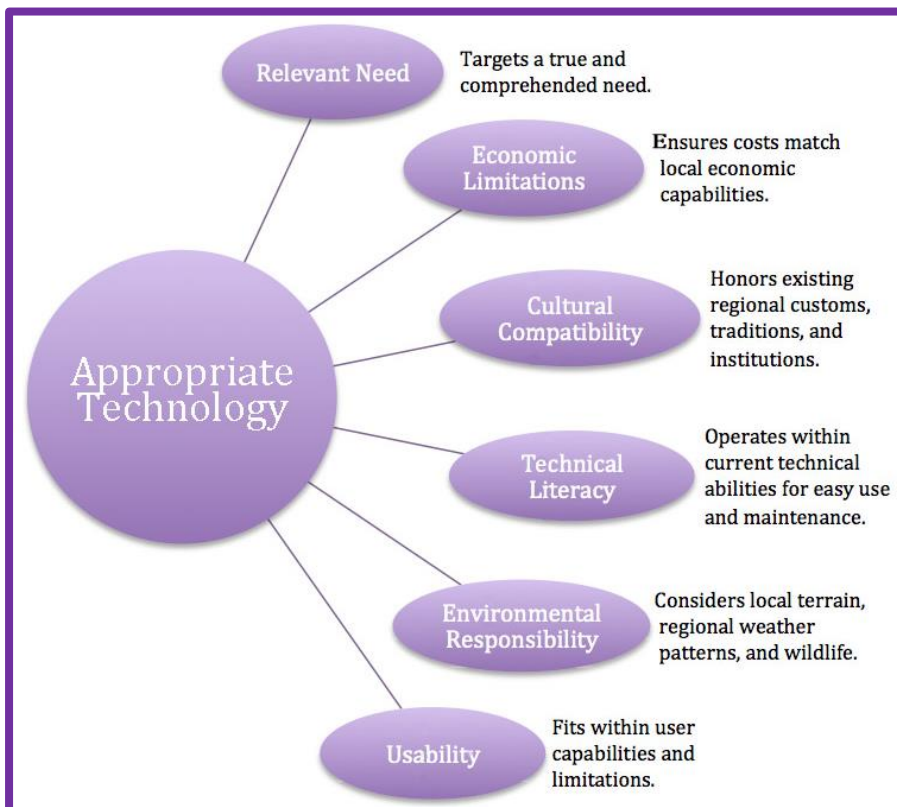 Relevant Need
Targets a true and
comprehended need.
Economic
Limitations
Ensures costs match
local economic
capabilities.
Cultural
Compatibility
Honors existing
regional customs,
traditions, and
institutions.
Appropriate
Technology
Technical
Literacy
Operates within
current technical
abilities for easy use
and maintenance.
Environmental
Responsibility
Considers local terrain,
regional weather
patterns, and wildlife.
Usability
Fits within user
capabilities and
limitations.